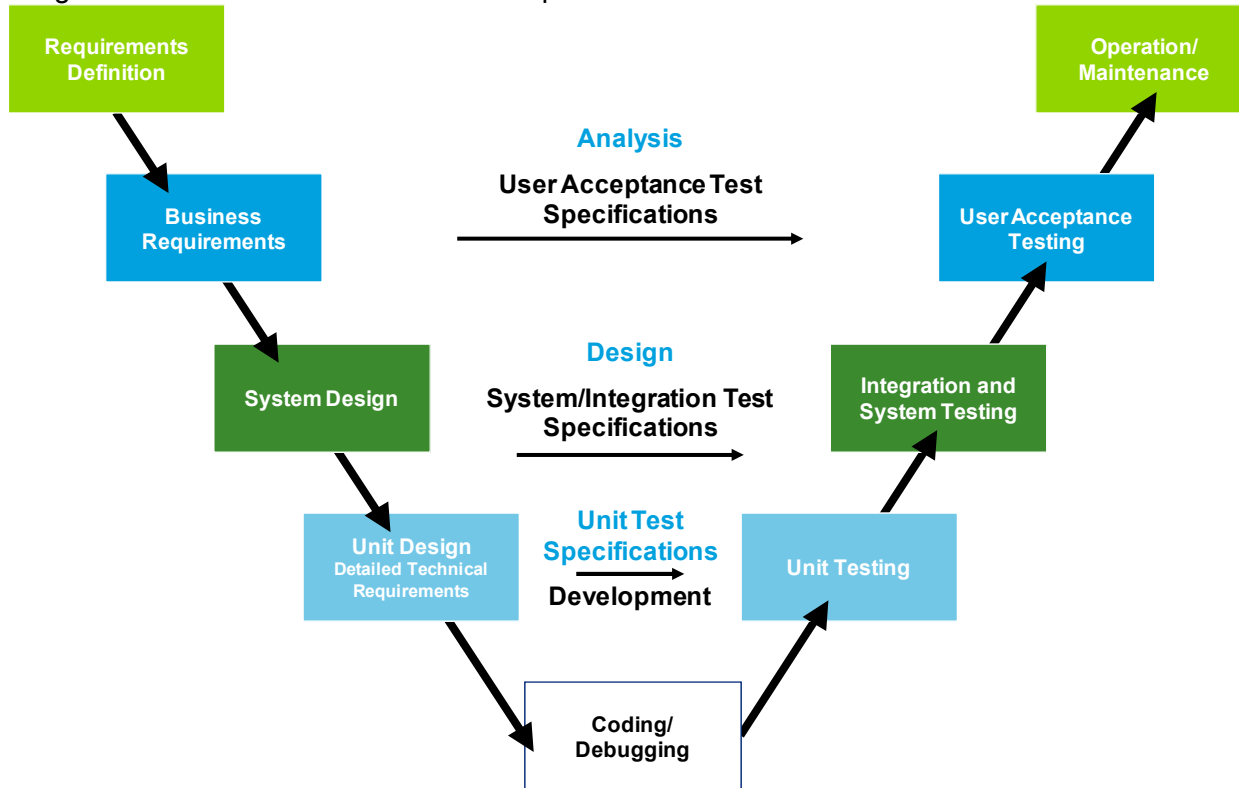 Requirements
Definition
Operation/
Maintenance
Analysis
User Acceptance Test
Specifications
Business
Requirements
User Acceptance
Testing
Design
System/Integration Test
Specifications
System Design
Integration and
System Testing
Unit Test
Specifications
Development
Unit Design
Detailed Technical
Requirements
Unit Testing
Coding/
Debugging